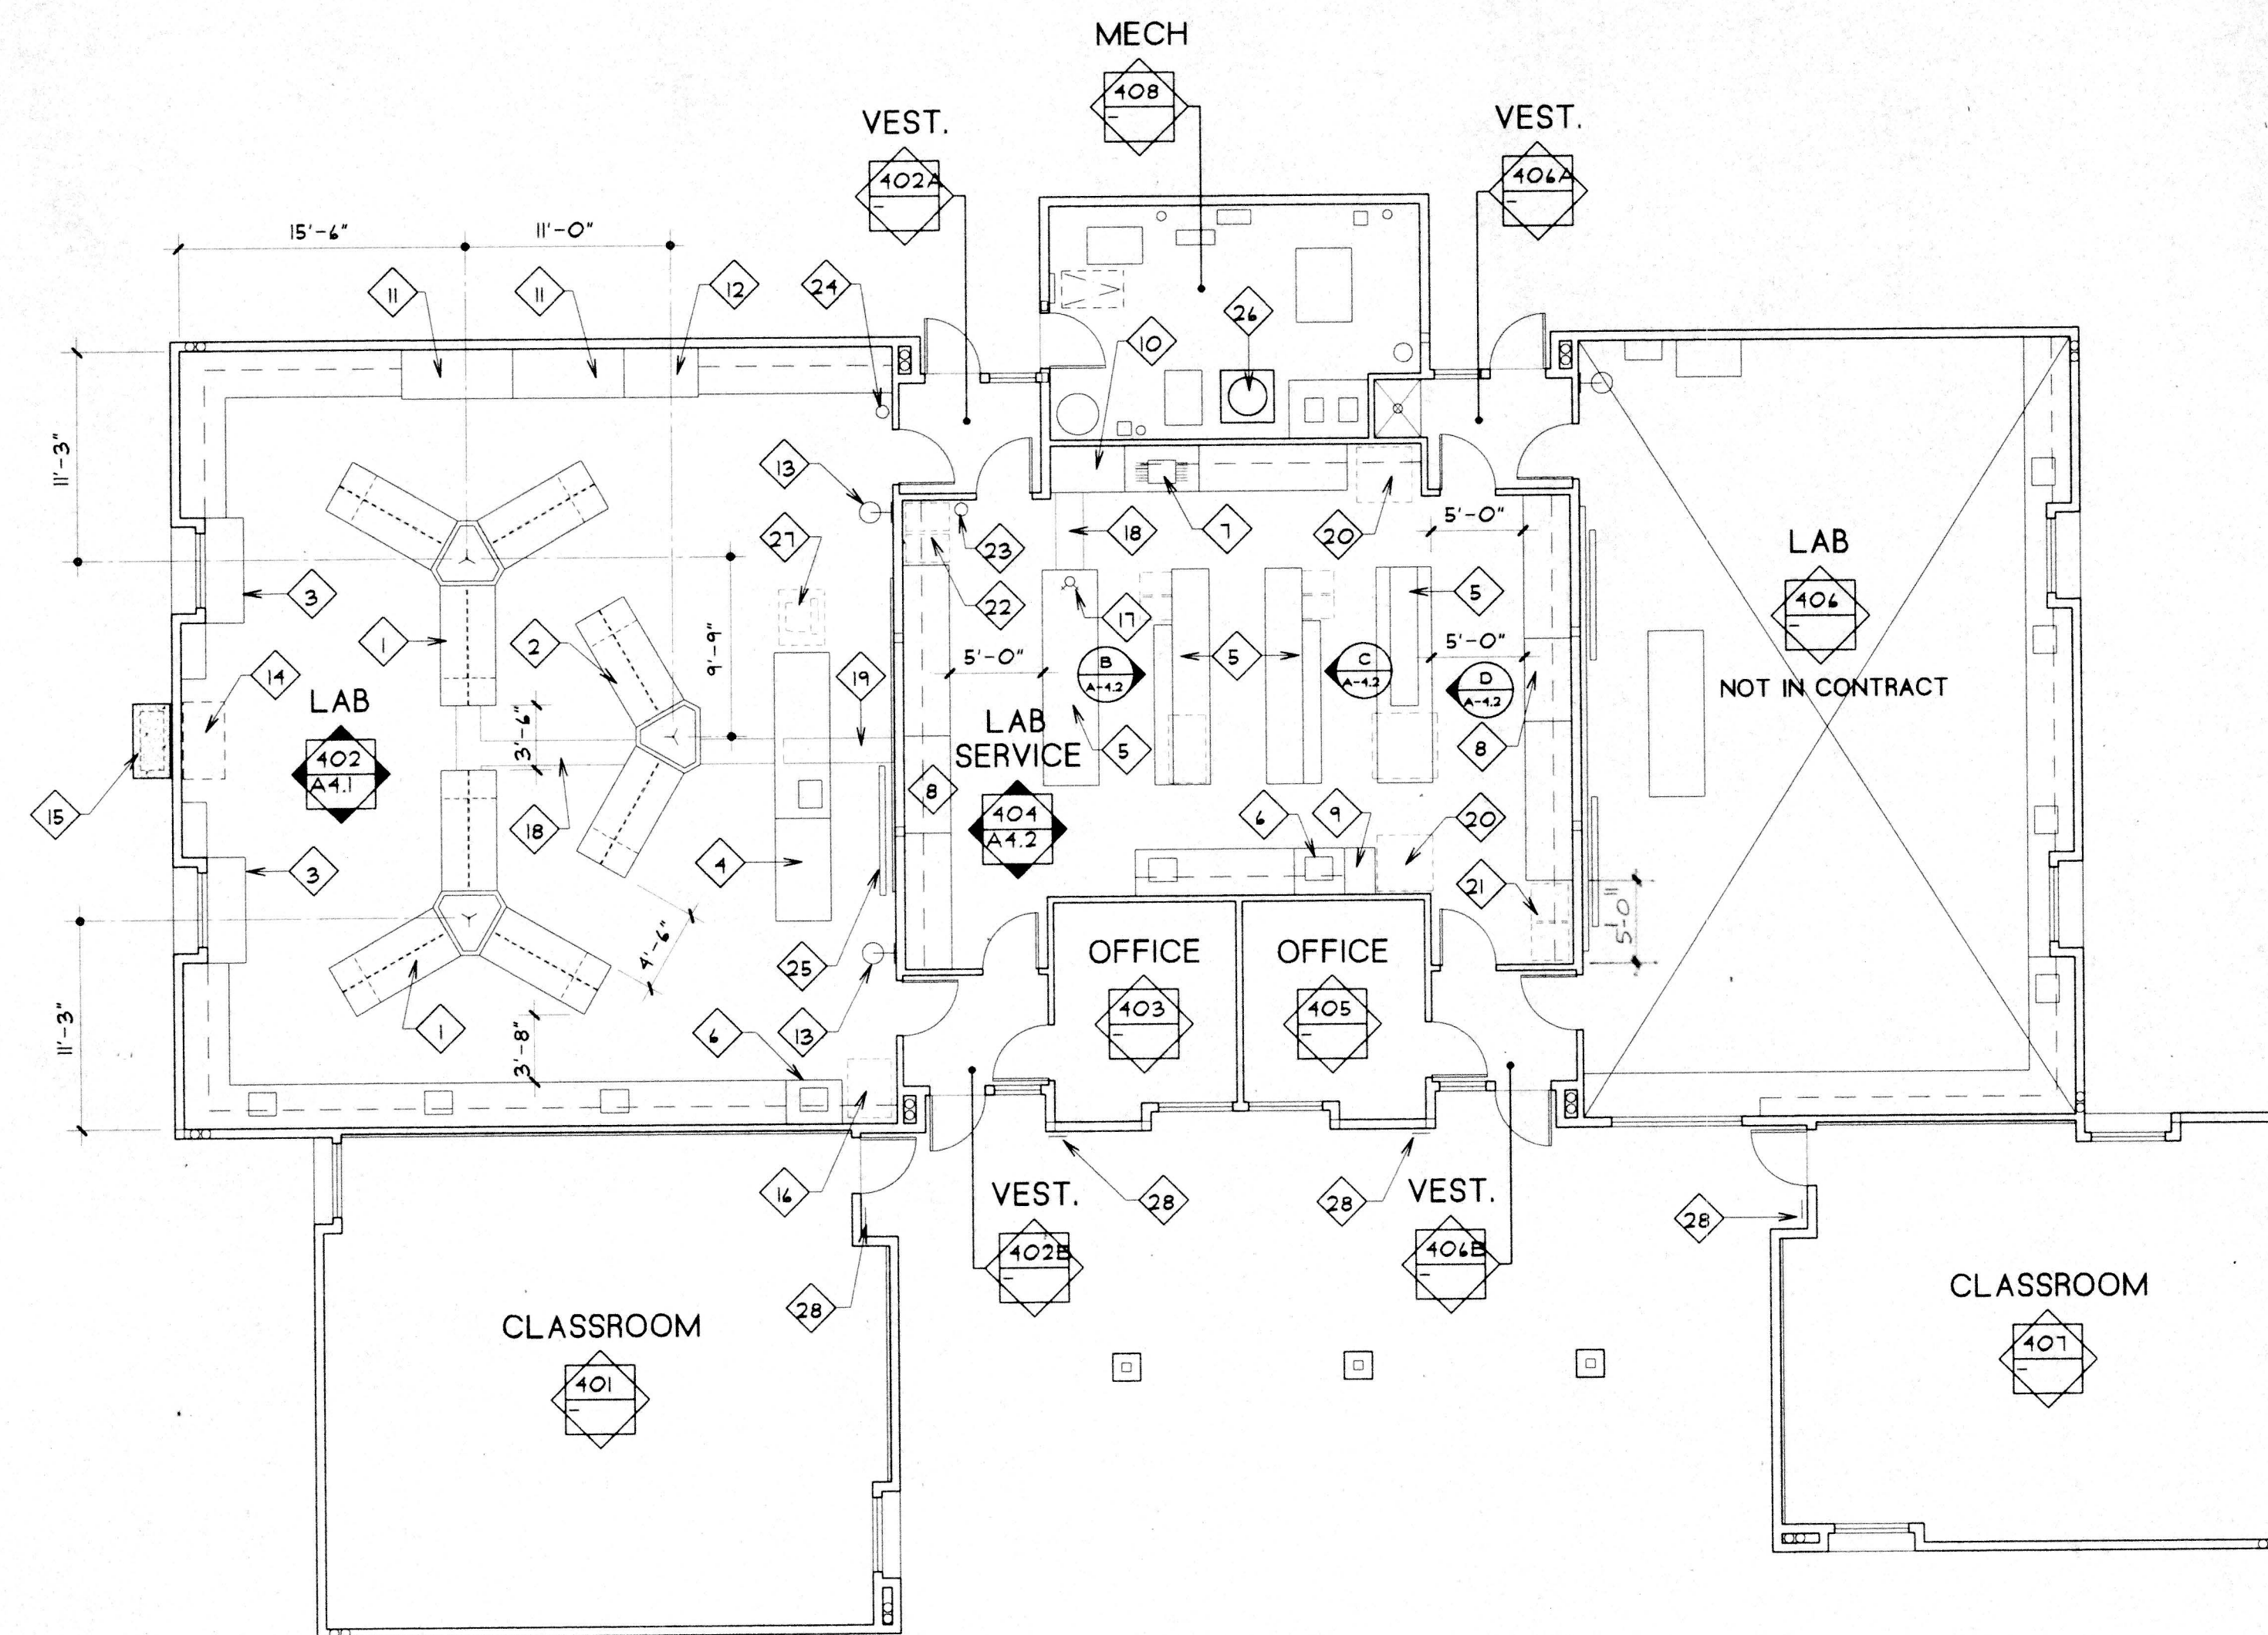 MECH
408
-
VEST.
402A
-
VEST.
406A
-
15'-6"
11'-0"
11
11
12
24
26
10
11'-3"
13
27
23
18
7
20
5'-0"
LAB
406
-
NOT IN CONTRACT
3
1
2
9'-9"
22
17
5
5
5'-0"
5'-0"
14
19
B
A-4.2
C
A-4.2
D
A-4.2
LAB
402
A4.1
3'-6"
LAB
SERVICE
404
A4.2
5
8
8
15
18
4
6
9
20
3
21
5'-0"
4'-6"
25
OFFICE
403
-
OFFICE
405
-
11'-3"
1
3'-8"
6
13
16
28
28
28
28
VEST.
402B
-
VEST.
406B
-
CLASSROOM
401
-
CLASSROOM
407
-